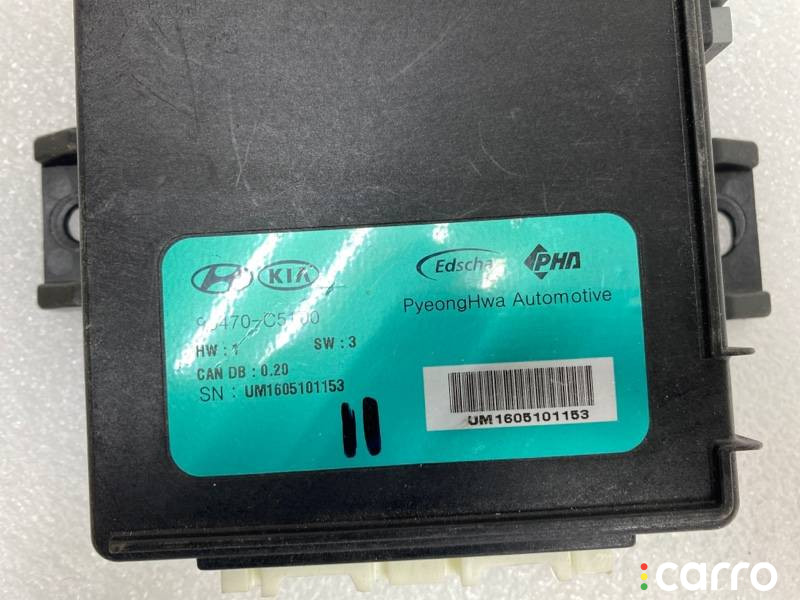 KIA
Edscha PHA
PyeongHwa Automotive
HW : 1 SW : 3
CAN DB : 0.20
SN : UM1605101153
UM1605101153
carro